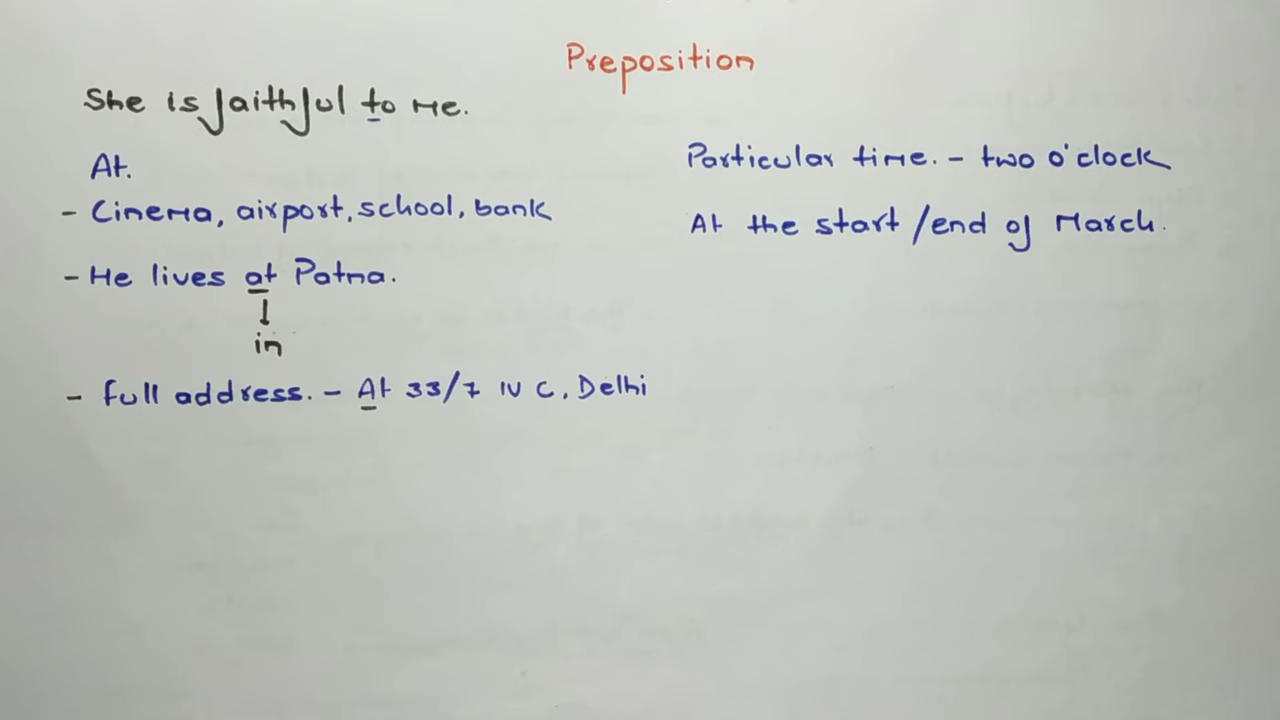 Preposition
She is faithful to me.
At.
- Cinema, airport, school, bank
- He lives at Patna.
in
- full address. - At 33/7 IV C, Delhi
Particular time. - two o'clock
At the start /end of March.